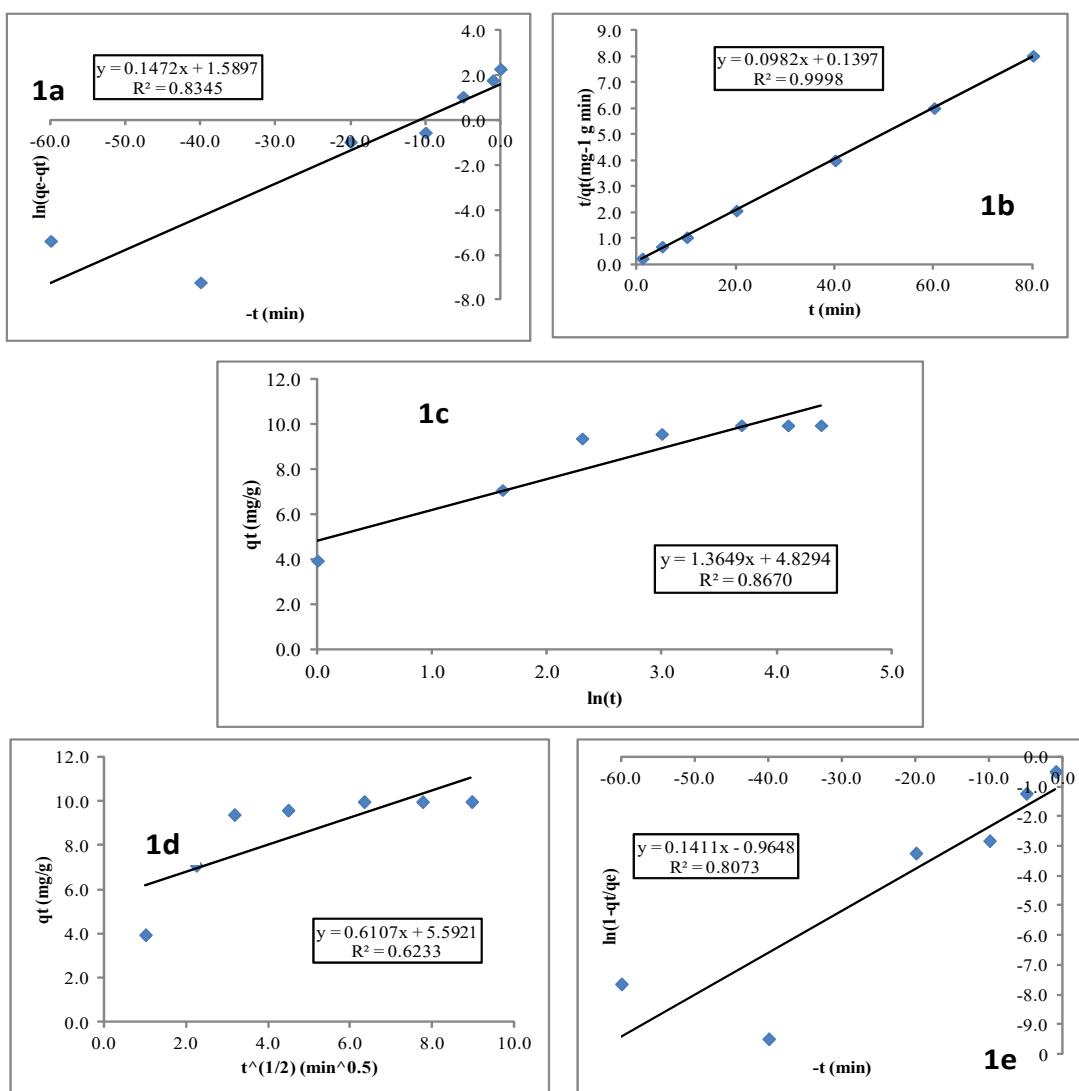 1a
y = 0.1472x + 1.5897
R² = 0.8345
4.0
2.0
0.0
-2.0
-4.0
-6.0
-8.0
-60.0 -50.0 -40.0 -30.0 -20.0 -10.0 0.0
ln(qe-qt)
-t (min)
1b
y = 0.0982x + 0.1397
R² = 0.9998
9.0
8.0
7.0
6.0
5.0
4.0
3.0
2.0
1.0
0.0
0.0 20.0 40.0 60.0 80.0
t/qt(mg-1 g min)
t (min)
1c
12.0
10.0
8.0
6.0
4.0
2.0
0.0
0.0 1.0 2.0 3.0 4.0 5.0
qt (mg/g)
y = 1.3649x + 4.8294
R² = 0.8670
ln(t)
1d
12.0
10.0
8.0
6.0
4.0
2.0
0.0
0.0 2.0 4.0 6.0 8.0 10.0
qt (mg/g)
y = 0.6107x + 5.5921
R² = 0.6233
t^(1/2) (min^0.5)
-60.0 -50.0 -40.0 -30.0 -20.0 -10.0 0.0
0.0
-1.0
-2.0
-3.0
-4.0
-5.0
-6.0
-7.0
-8.0
-9.0
0
y = 0.1411x - 0.9648
R² = 0.8073
ln(1-qt/qe)
-t (min)
1e